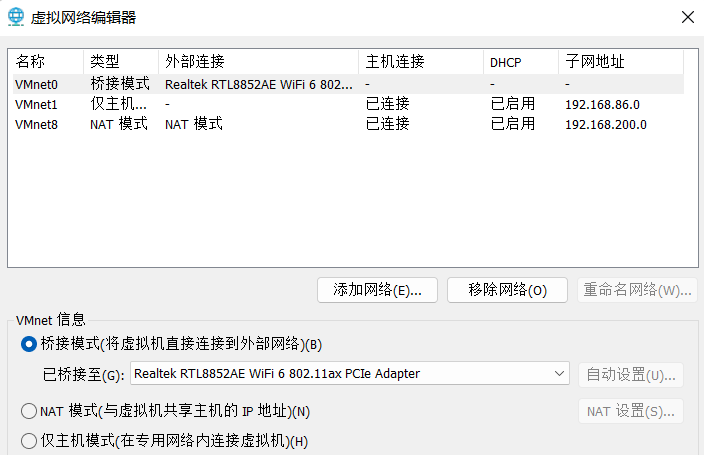 虚拟网络编辑器
名称 类型 外部连接 主机连接 DHCP 子网地址
VMnet0 桥接模式 Realtek RTL8852AE WiFi 6 802... - - -
VMnet1 仅主机... - 已连接 已启用 192.168.86.0
VMnet8 NAT 模式 NAT 模式 已连接 已启用 192.168.200.0
添加网络(E)... 移除网络(O) 重命名网络(W)...
VMnet 信息
桥接模式(将虚拟机直接连接到外部网络)(B)
已桥接至(G): Realtek RTL8852AE WiFi 6 802.11ax PCIe Adapter 自动设置(U)...
NAT 模式(与虚拟机共享主机的 IP 地址)(N) NAT 设置(S)...
仅主机模式(在专用网络内连接虚拟机)(H)